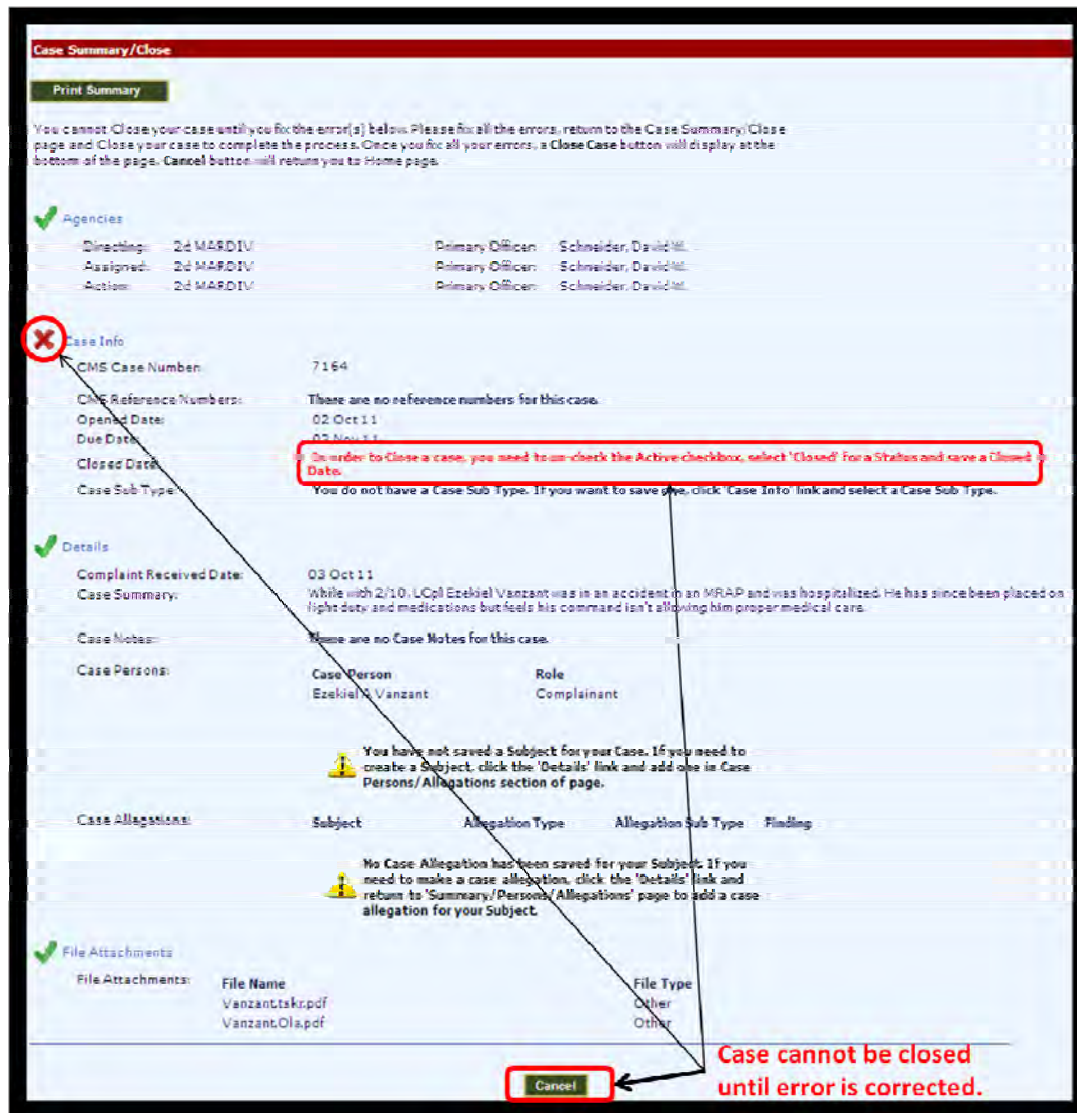 Case Summary/Close
Print Summary
You cannot Close your case until you fix the error(s) below. Please fix all the errors, return to the Case Summary/Close
page and Close your case to complete the process. Once you fix all your errors, a Close Case button will display at the
bottom of the page. Cancel button will return you to Home page.
Agencies
Directing: 2d MARDIV Primary Officer: Schneider, David W.
Assigned: 2d MARDIV Primary Officer: Schneider, David W.
Action: 2d MARDIV Primary Officer: Schneider, David W.
Case Info
CMS Case Number: 7164
CMS Reference Numbers: There are no reference numbers for this case.
Opened Date: 02 Oct 11
Due Date: 02 Nov 11
Closed Date: In order to Close a case, you need to un-check the Active checkbox, select 'Closed' for a Status and save a Closed
Date.
Case Sub Type: You do not have a Case Sub Type. If you want to save one, click 'Case Info' link and select a Case Sub Type.
Details
Complaint Received Date: 03 Oct 11
Case Summary: While with 2/10, LCpl Ezekiel Vanzant was in an accident in an MRAP and was hospitalized. He has since been placed on
light duty and medications but feels his command isn't allowing him proper medical care.
Case Notes: There are no Case Notes for this case.
Case Persons: Case Person Role
Ezekiel A Vanzant Complainant
You have not saved a Subject for your Case. If you need to
create a Subject, click the 'Details' link and add one in Case
Persons/Allegations section of page.
Case Allegations: Subject Allegation Type Allegation Sub Type Finding
No Case Allegation has been saved for your Subject. If you
need to make a case allegation, click the 'Details' link and
return to 'Summary/Persons/Allegations' page to add a case
allegation for your Subject.
File Attachments
File Attachments: File Name File Type
Vanzant.tskr.pdf Other
Vanzant.Ola.pdf Other
Cancel
Case cannot be closed
until error is corrected.